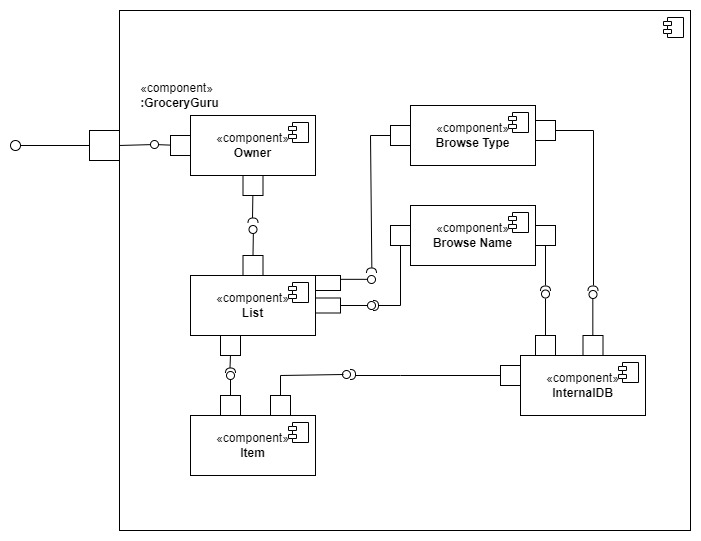 «component»
:GroceryGuru
«component»
Owner
«component»
Browse Type
«component»
Browse Name
«component»
List
«component»
InternalDB
«component»
Item